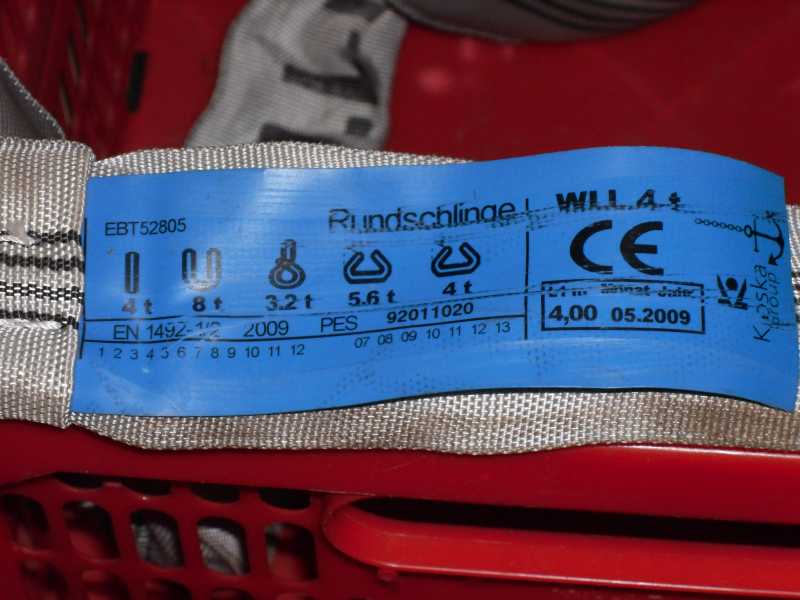 EBT52805
Rundschlinge
WLL 4 t
4 t 8 t 3.2 t 5.6 t 4 t
CE
L1 m Monat Jahr
4,00 05.2009
EN 1492-1/2 2009 PES 92011020
1 2 3 4 5 6 7 8 9 10 11 12
07 08 09 10 11 12 13
Group